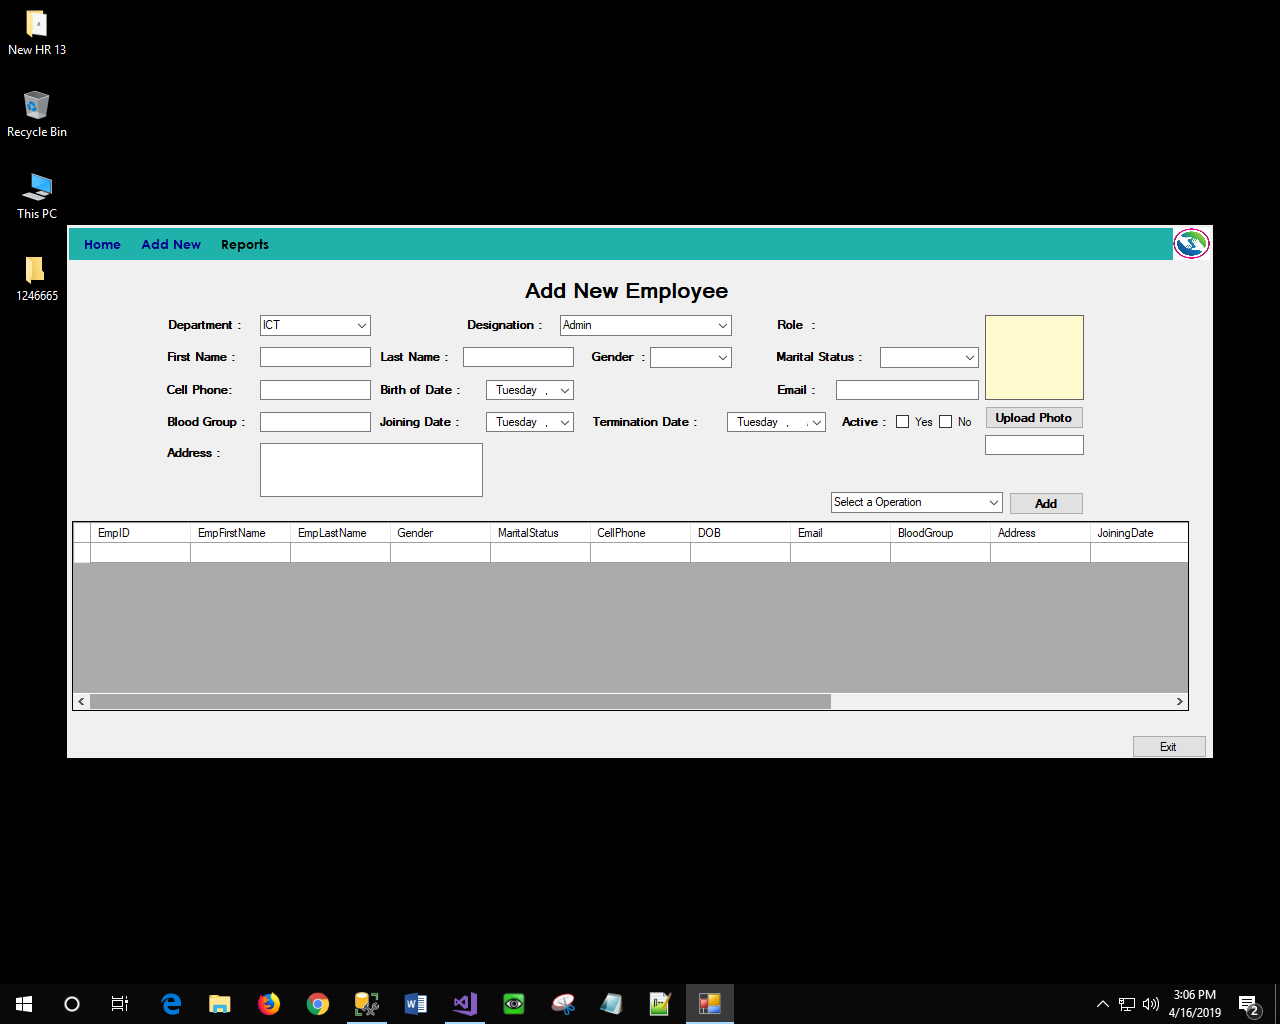 New HR 13
Recycle Bin
This PC
1246665
Home Add New Reports
Add New Employee
Department : ICT Designation : Admin Role :
First Name : Last Name : Gender : Marital Status :
Cell Phone: Birth of Date : Tuesday , Email :
Blood Group : Joining Date : Tuesday , Termination Date : Tuesday , Active : Yes No
Upload Photo
Address :
Select a Operation Add
EmpID EmpFirstName EmpLastName Gender MaritalStatus CellPhone DOB Email BloodGroup Address JoiningDate
Exit
3:06 PM
4/16/2019
2